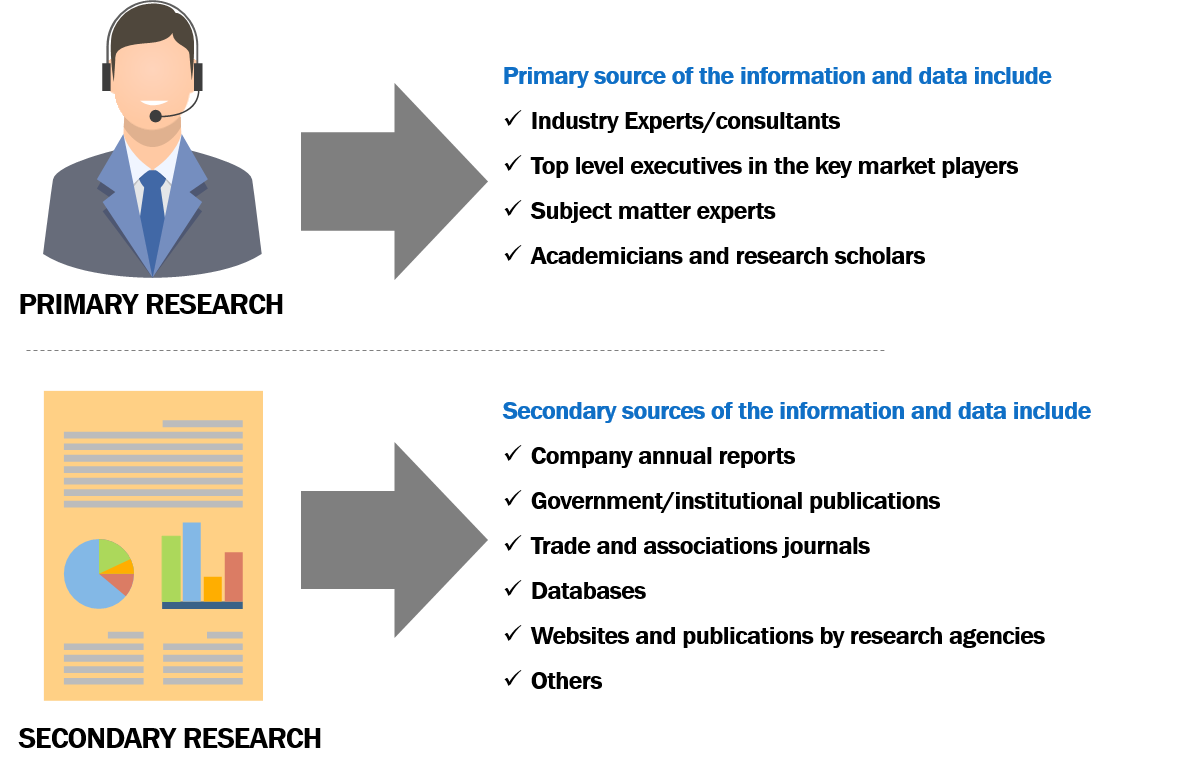 Primary source of the information and data include
Industry Experts/consultants
Top level executives in the key market players
Subject matter experts
Academicians and research scholars
PRIMARY RESEARCH
Secondary sources of the information and data include
Company annual reports
Government/institutional publications
Trade and associations journals
Databases
Websites and publications by research agencies
Others
SECONDARY RESEARCH